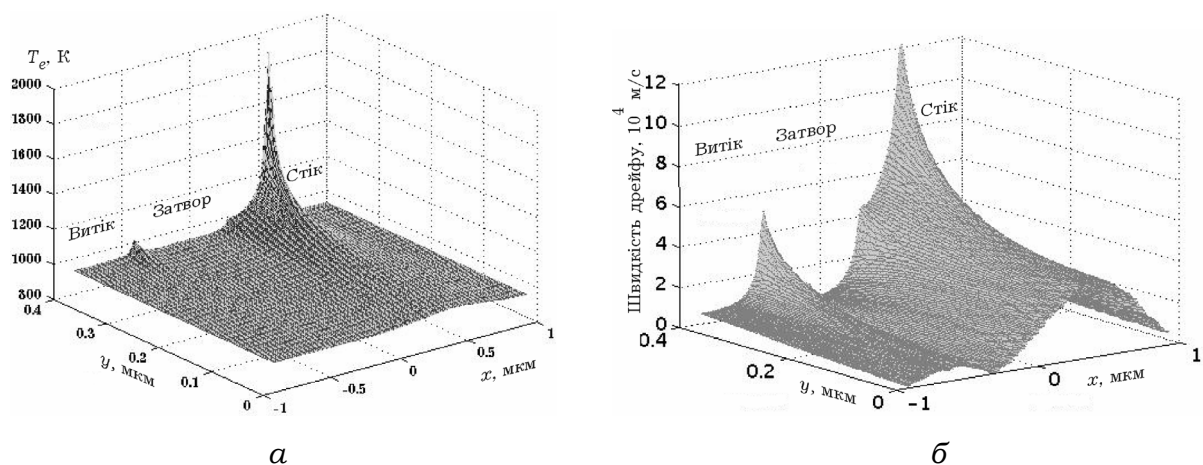 T_e, К
2000
1800
1600
1400
1200
1000
800
Витік
Затвор
Стік
0.4
0.3
0.2
0.1
0
y, мкм
-1
-0.5
0
0.5
1
x, мкм
а
Швидкість дрейфу, 10^4 м/с
12
10
8
6
4
2
0
Витік
Затвор
Стік
0.4
0.2
0
y, мкм
-1
0
1
x, мкм
б